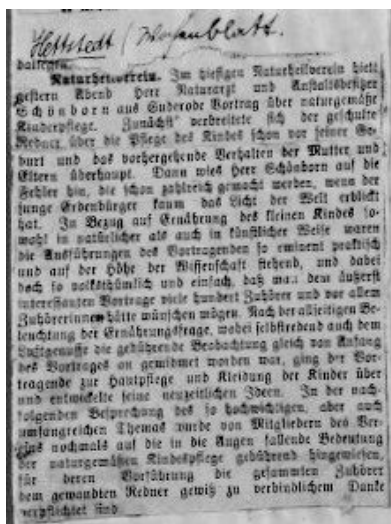 Hettstedt / Wochenblatt.
dahegen.
Naturheilverein. Im hiesigen Naturheilverein hielt
gestern Abend Herr Naturarzt und Anstaltsbesitzer
Schönborn aus Suderode Vortrag über naturgemäße
Kinderpflege. Zunächst verbreitete sich der geschulte
Redner, über die Pflege des Kindes schon vor seiner Ge-
burt und das vorhergehende Verhalten der Mutter und
Eltern überhaupt. Dann wies Herr Schönborn auf die
Fehler hin, die schon zahlreich gemacht werden, wenn der
junge Erdenbürger kaum das Licht der Welt erblickt
hat. In Bezug auf Ernährung des kleinen Kindes so-
wohl in natürlicher als auch in künstlicher Weise waren
die Ausführungen des Vortragenden so eminent praktisch
und auf der Höhe der Wissenschaft stehend, und dabei
doch so volksthümlich und einfach, daß man dem äußerst
interessanten Vortrage viele hundert Zuhörer und vor allem
Zuhörerinnen hätte wünschen mögen. Nach der allseitigen Be-
leuchtung der Ernährungsfrage, wobei selbstredend auch dem
Luftgenusse die gebührende Beobachtung gleich von Anfang
des Vortrages an gewidmet worden war, ging der Vor-
tragende zur Hautpflege und Kleidung der Kinder über
und entwickelte seine neuzeitlichen Ideen. In der nach-
folgenden Besprechung des so hochwichtigen, aber auch
umfangreichen Themas wurde von Mitgliedern des Ver-
eins nochmals auf die in die Augen fallende Bedeutung
der naturgemäßen Kindespflege gebührend hingewiesen,
für deren Vorführung die gesammten Zuhörer
dem gewandten Redner gewiß zu verbindlichem Danke
verpflichtet sind